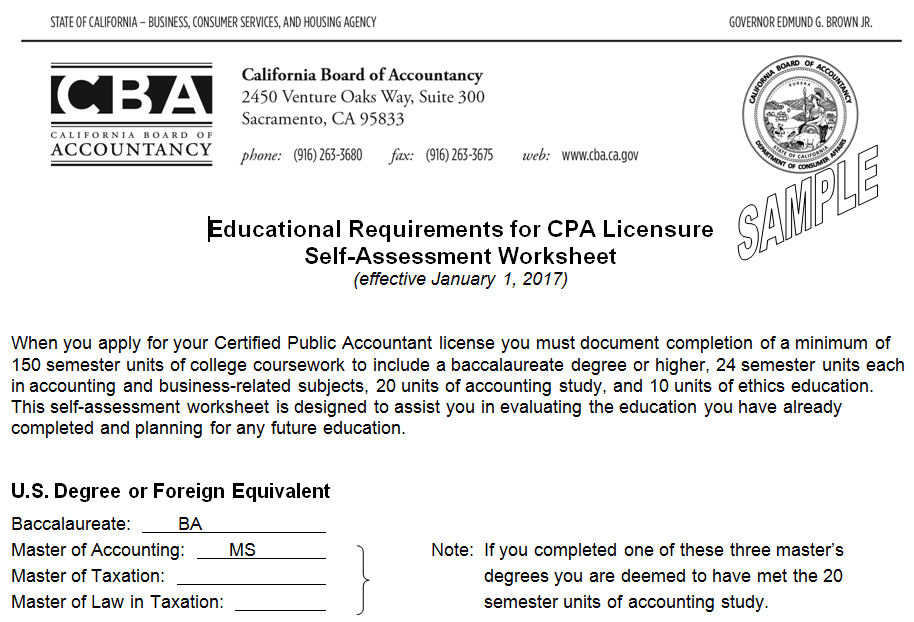 STATE OF CALIFORNIA – BUSINESS, CONSUMER SERVICES, AND HOUSING AGENCY GOVERNOR EDMUND G. BROWN JR.
CBA
CALIFORNIA BOARD OF
ACCOUNTANCY
California Board of Accountancy
2450 Venture Oaks Way, Suite 300
Sacramento, CA 95833
phone: (916) 263-3680 fax: (916) 263-3675 web: www.cba.ca.gov
CALIFORNIA BOARD OF ACCOUNTANCY
EUREKA
STATE OF CALIFORNIA
DEPARTMENT OF CONSUMER AFFAIRS
SAMPLE
Educational Requirements for CPA Licensure
Self-Assessment Worksheet
(effective January 1, 2017)
When you apply for your Certified Public Accountant license you must document completion of a minimum of
150 semester units of college coursework to include a baccalaureate degree or higher, 24 semester units each
in accounting and business-related subjects, 20 units of accounting study, and 10 units of ethics education.
This self-assessment worksheet is designed to assist you in evaluating the education you have already
completed and planning for any future education.
U.S. Degree or Foreign Equivalent
Baccalaureate: BA
Master of Accounting: MS
Master of Taxation:
Master of Law in Taxation:
Note: If you completed one of these three master's
degrees you are deemed to have met the 20
semester units of accounting study.